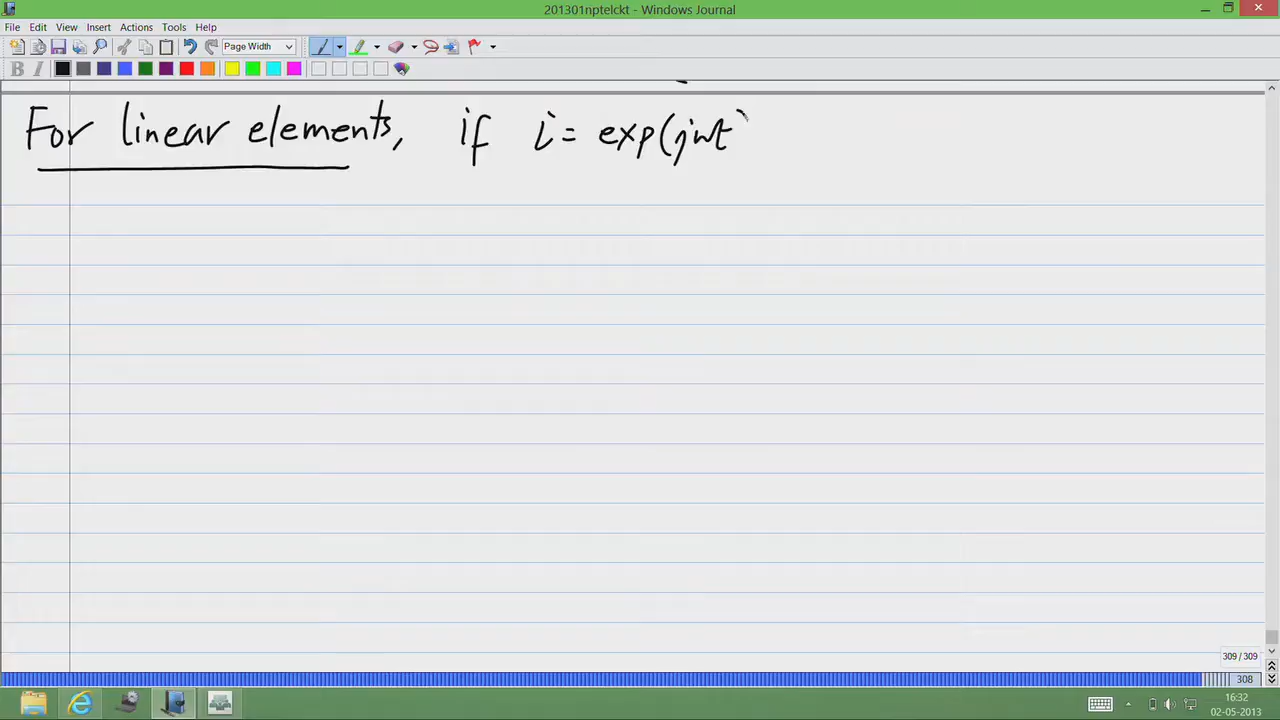 201301nptelckt - Windows Journal
File Edit View Insert Actions Tools Help
Page Width
B I
For linear elements, if i = exp(jωt)
309 / 309
308
16:32
02-05-2013